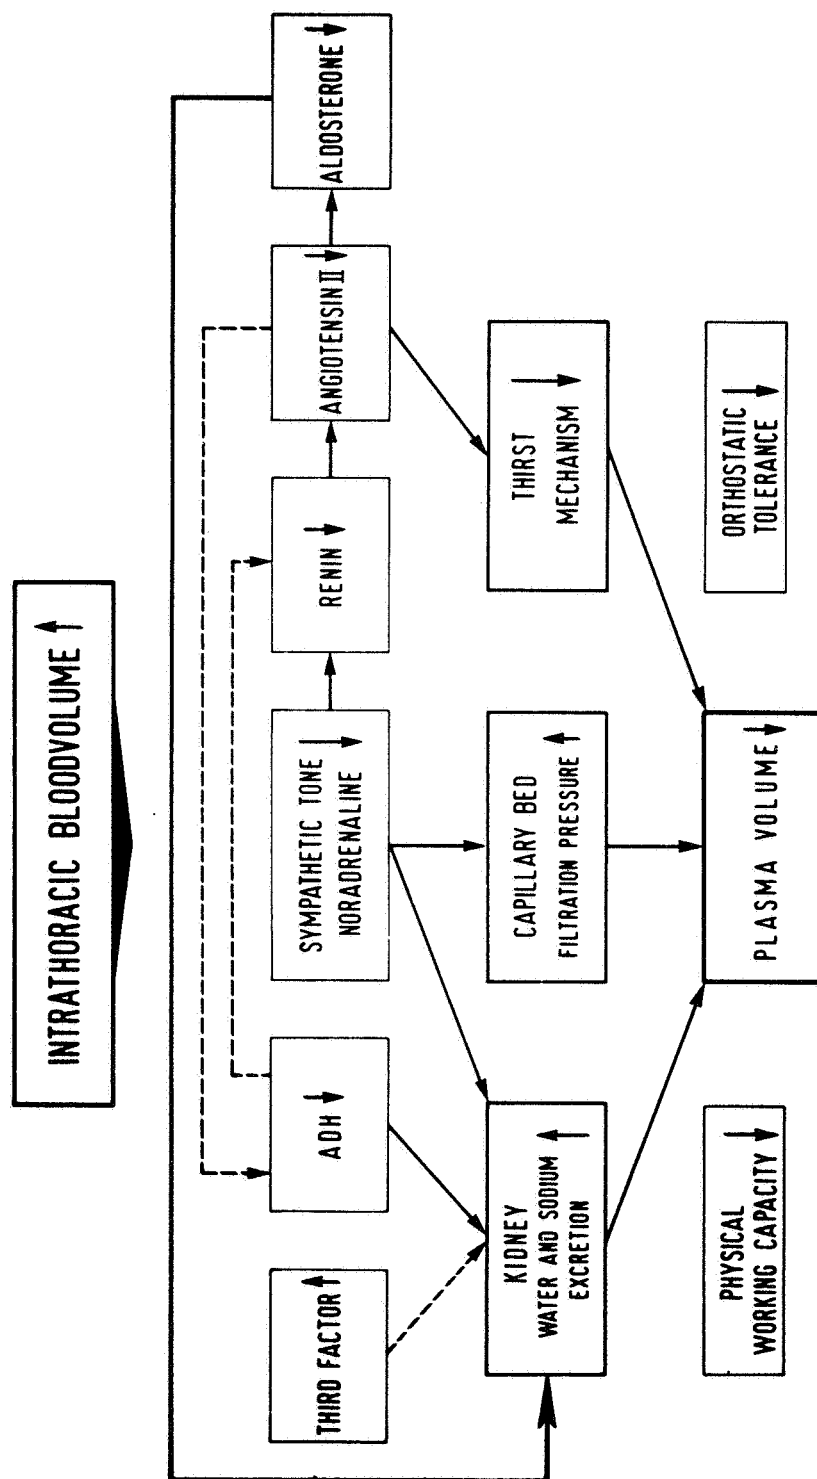 INTRATHORACIC BLOODVOLUME ↑
THIRD FACTOR ↑
ADH ↓
SYMPATHETIC TONE
NORADRENALINE ↓
RENIN ↓
ANGIOTENSIN II ↓
ALDOSTERONE ↓
KIDNEY
WATER AND SODIUM ↑
EXCRETION
CAPILLARY BED
FILTRATION PRESSURE ↑
THIRST ↓
MECHANISM
PHYSICAL
WORKING CAPACITY ↓
PLASMA VOLUME ↓
ORTHOSTATIC
TOLERANCE ↓